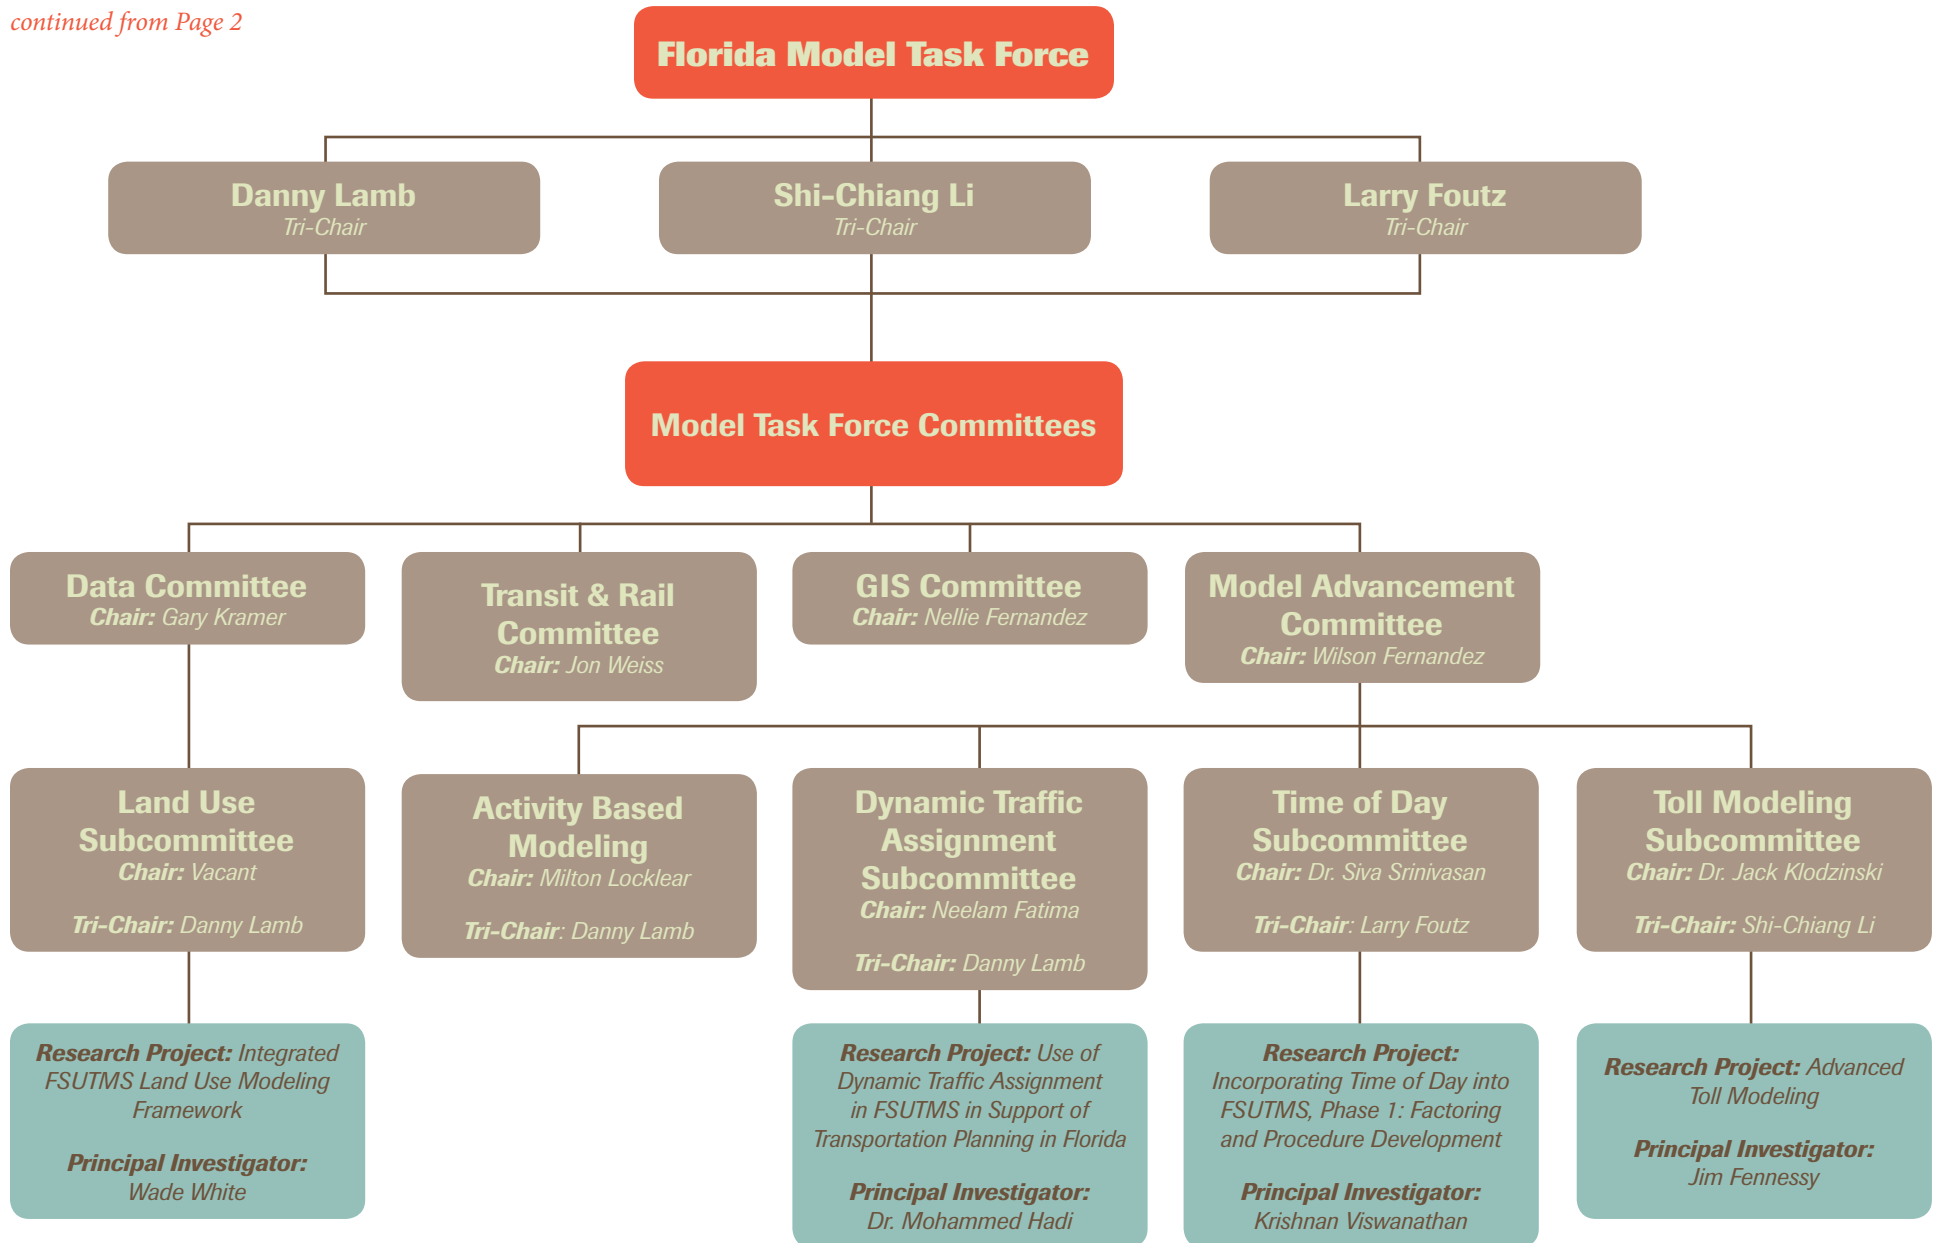 continued from Page 2
Florida Model Task Force
Danny Lamb
Tri-Chair
Shi-Chiang Li
Tri-Chair
Larry Foutz
Tri-Chair
Model Task Force Committees
Data Committee
Chair: Gary Kramer
Transit & Rail
Committee
Chair: Jon Weiss
GIS Committee
Chair: Nellie Fernandez
Model Advancement
Committee
Chair: Wilson Fernandez
Land Use
Subcommittee
Chair: Vacant
Tri-Chair: Danny Lamb
Activity Based
Modeling
Chair: Milton Locklear
Tri-Chair: Danny Lamb
Dynamic Traffic
Assignment
Subcommittee
Chair: Neelam Fatima
Tri-Chair: Danny Lamb
Time of Day
Subcommittee
Chair: Dr. Siva Srinivasan
Tri-Chair: Larry Foutz
Toll Modeling
Subcommittee
Chair: Dr. Jack Klodzinski
Tri-Chair: Shi-Chiang Li
Research Project: Integrated
FSUTMS Land Use Modeling
Framework
Principal Investigator:
Wade White
Research Project: Use of
Dynamic Traffic Assignment
in FSUTMS in Support of
Transportation Planning in Florida
Principal Investigator:
Dr. Mohammed Hadi
Research Project:
Incorporating Time of Day into
FSUTMS, Phase 1: Factoring
and Procedure Development
Principal Investigator:
Krishnan Viswanathan
Research Project: Advanced
Toll Modeling
Principal Investigator:
Jim Fennessy